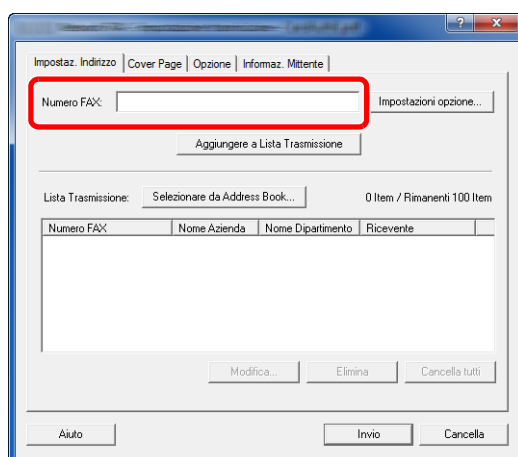 Impostaz. Indirizzo Cover Page Opzione Informaz. Mittente
Numero FAX: Impostazioni opzione...
Aggiungere a Lista Trasmissione
Lista Trasmissione: Selezionare da Address Book... 0 Item / Rimanenti 100 Item
Numero FAX Nome Azienda Nome Dipartimento Ricevente
Modifica... Elimina Cancella tutti
Aiuto Invio Cancella